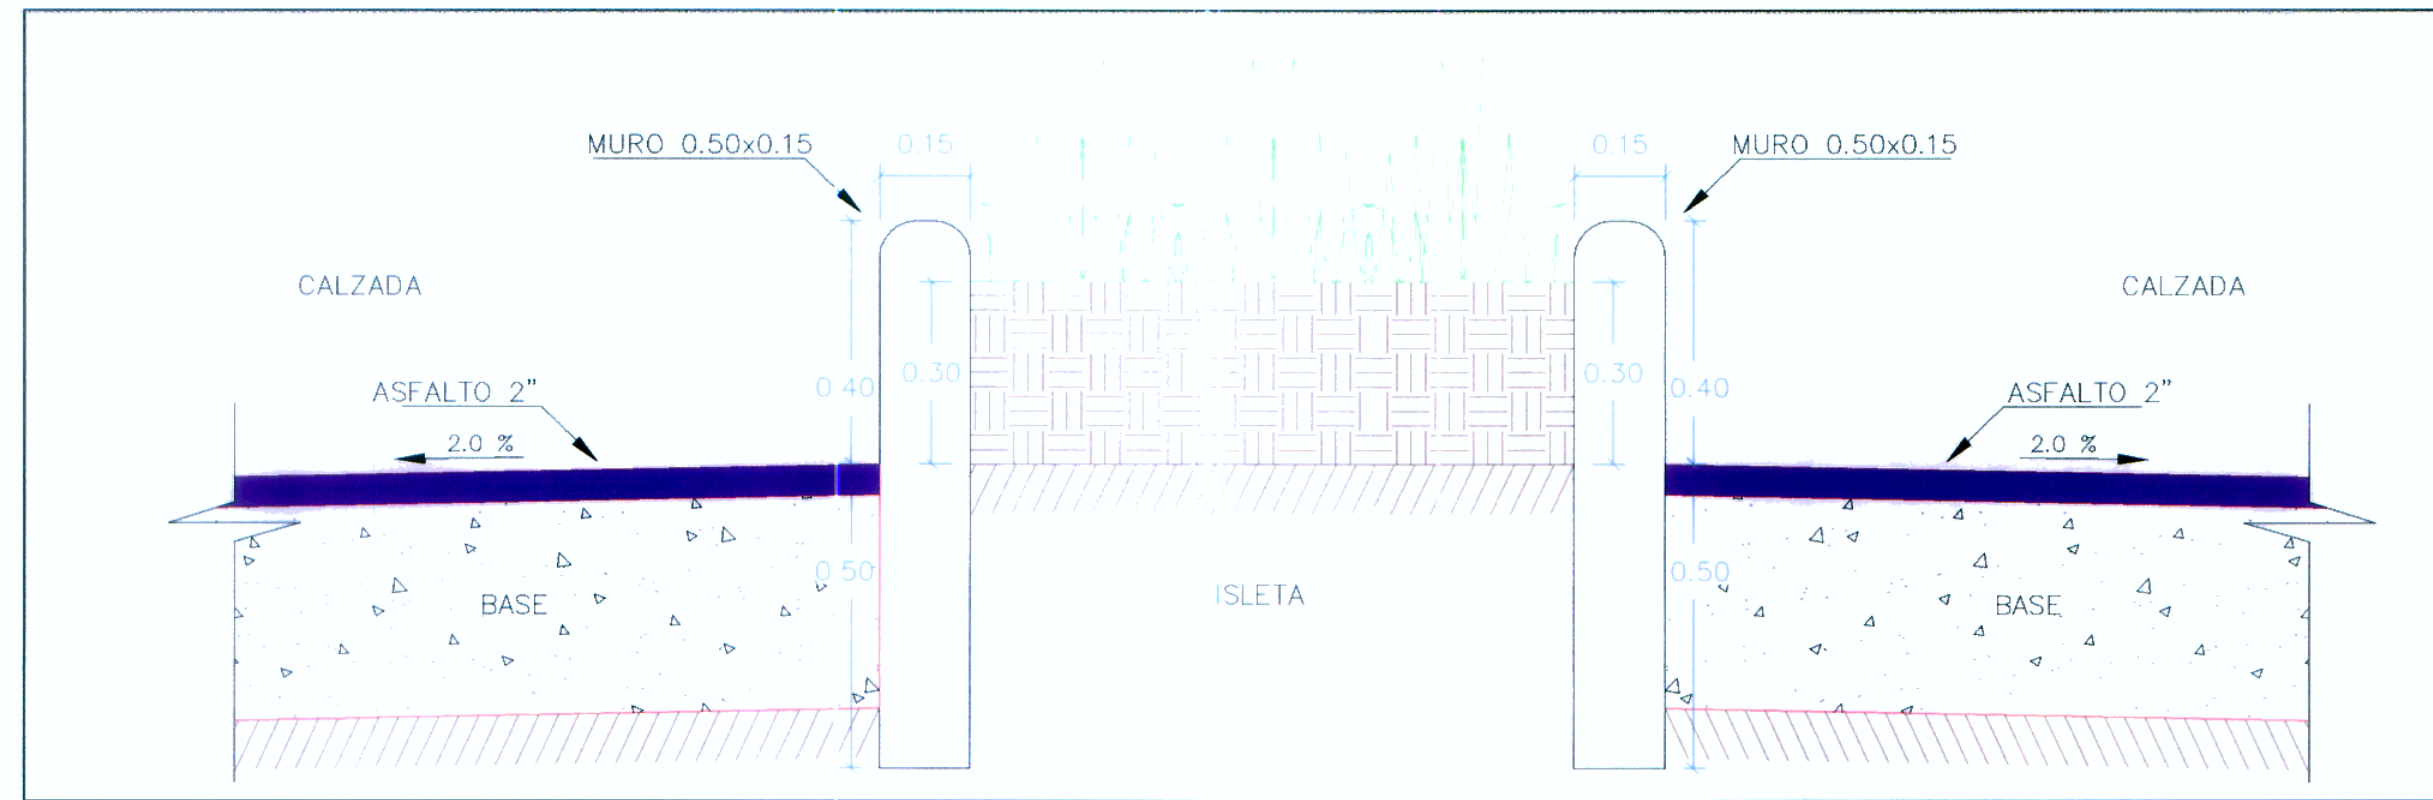 MURO 0.50x0.15
0.15
0.15
MURO 0.50x0.15
CALZADA
CALZADA
0.40
0.30
0.30
0.40
ASFALTO 2"
ASFALTO 2"
2.0 %
2.0 %
0.50
0.50
BASE
ISLETA
BASE